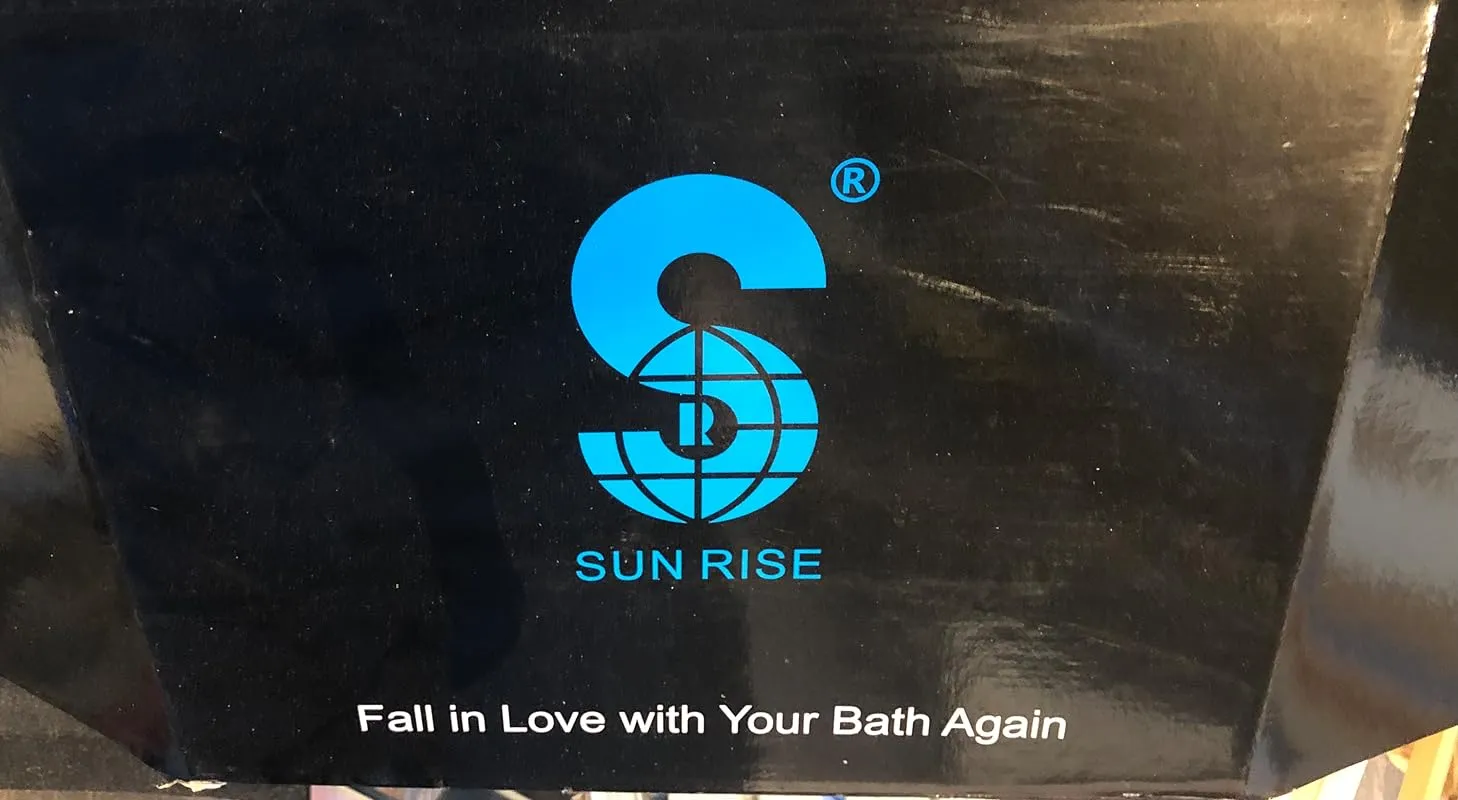 ®
R
SUN RISE
Fall in Love with Your Bath Again